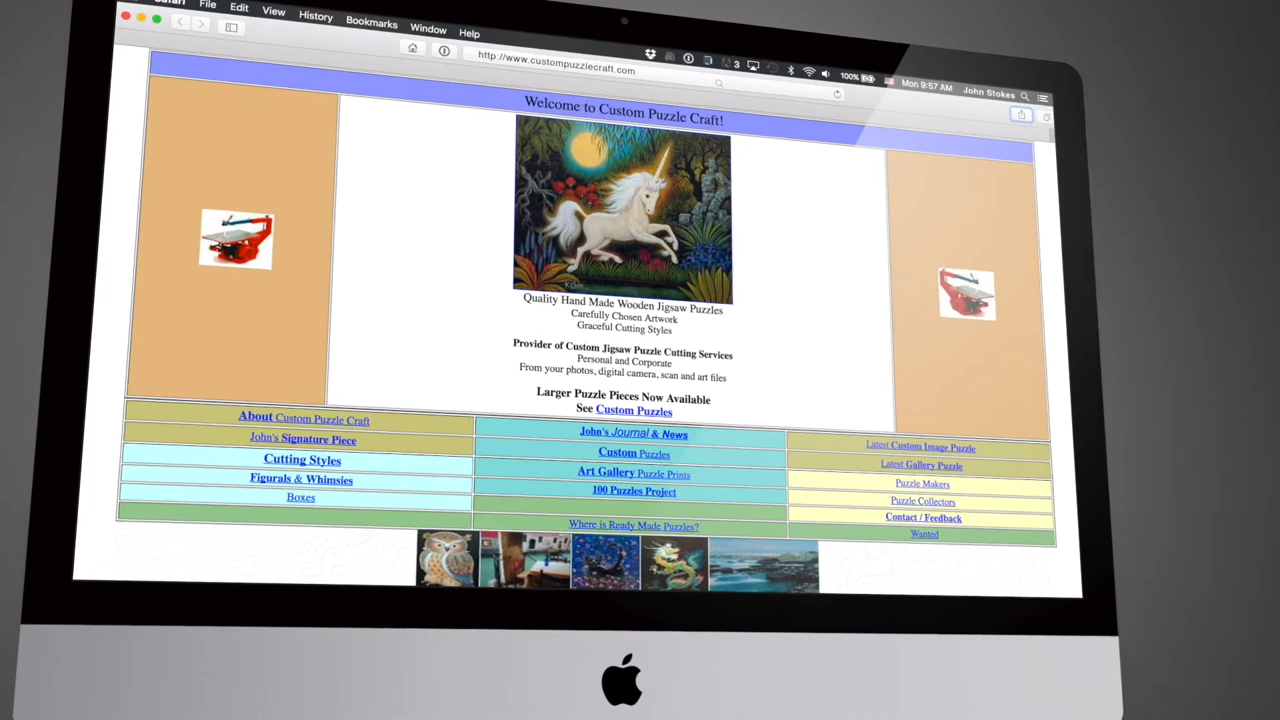 Safari File Edit View History Bookmarks Window Help
3 100% Mon 9:57 AM John Stokes
http://www.custompuzzlecraft.com
Welcome to Custom Puzzle Craft!
Quality Hand Made Wooden Jigsaw Puzzles
Carefully Chosen Artwork
Graceful Cutting Styles
Provider of Custom Jigsaw Puzzle Cutting Services
Personal and Corporate
From your photos, digital camera, scan and art files
Larger Puzzle Pieces Now Available
See Custom Puzzles
About Custom Puzzle Craft
John's Signature Piece
Cutting Styles
Figurals & Whimsies
Boxes
John's Journal & News
Custom Puzzles
Art Gallery Puzzle Prints
100 Puzzles Project
Where is Ready Made Puzzles?
Latest Custom Image Puzzle
Latest Gallery Puzzle
Puzzle Makers
Puzzle Collectors
Contact / Feedback
Wanted